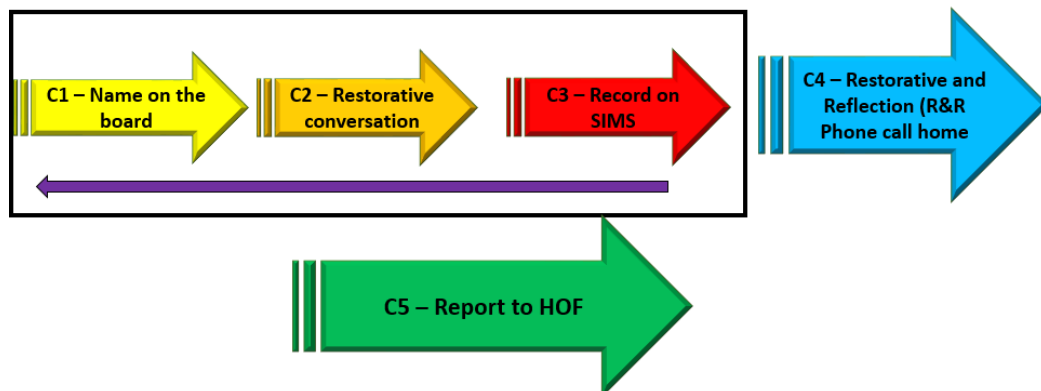 C1 – Name on the
board
C2 – Restorative
conversation
C3 – Record on
SIMS
C4 – Restorative and
Reflection (R&R
Phone call home
C5 – Report to HOF